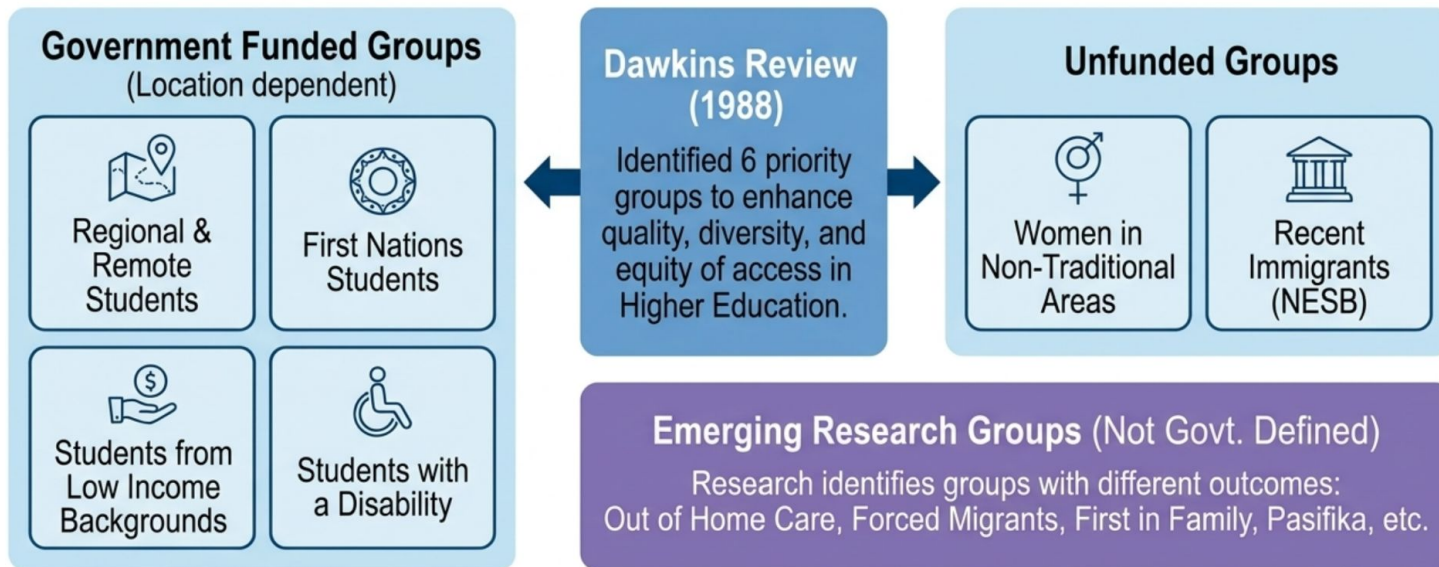 Government Funded Groups
(Location dependent)
Regional &
Remote
Students
First Nations
Students
$
Students from
Low Income
Backgrounds
Students with
a Disability
Dawkins Review
(1988)
Identified 6 priority
groups to enhance
quality, diversity, and
equity of access in
Higher Education.
Unfunded Groups
Women in
Non-Traditional
Areas
Recent
Immigrants
(NESB)
Emerging Research Groups (Not Govt. Defined)
Research identifies groups with different outcomes:
Out of Home Care, Forced Migrants, First in Family, Pasifika, etc.